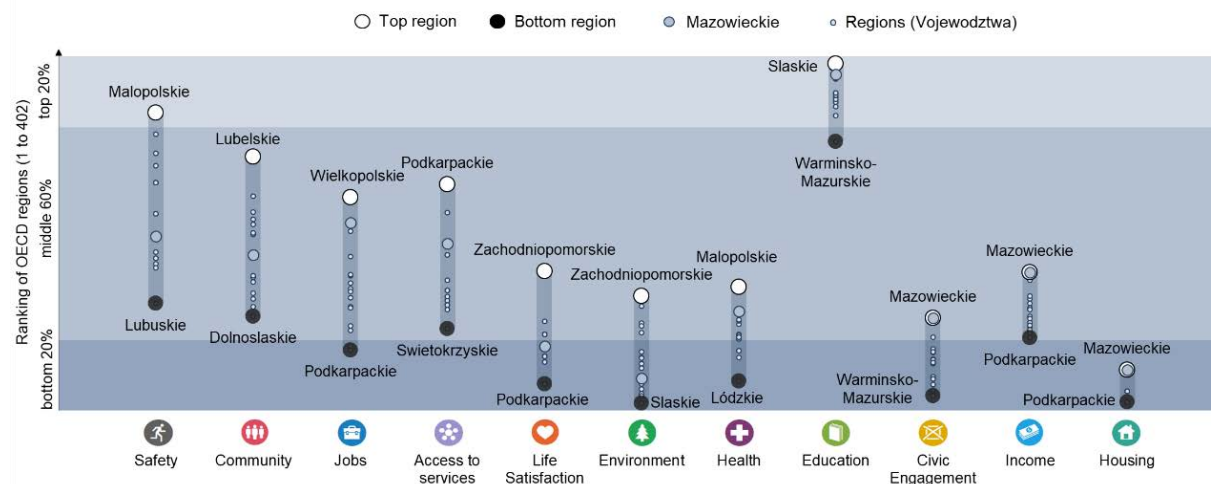 Top region
Bottom region
Mazowieckie
Regions (Vojewodztwa)
Ranking of OECD regions (1 to 402)
top 20%
middle 60%
bottom 20%
Malopolskie
Lubuskie
Lubelskie
Dolnoslaskie
Wielkopolskie
Podkarpackie
Podkarpackie
Swietokrzyskie
Zachodniopomorskie
Podkarpackie
Zachodniopomorskie
Slaskie
Malopolskie
Lódzkie
Slaskie
Warminsko-
Mazurskie
Mazowieckie
Warminsko-
Mazurskie
Mazowieckie
Podkarpackie
Mazowieckie
Podkarpackie
Safety
Community
Jobs
Access to
services
Life
Satisfaction
Environment
Health
Education
Civic
Engagement
Income
Housing